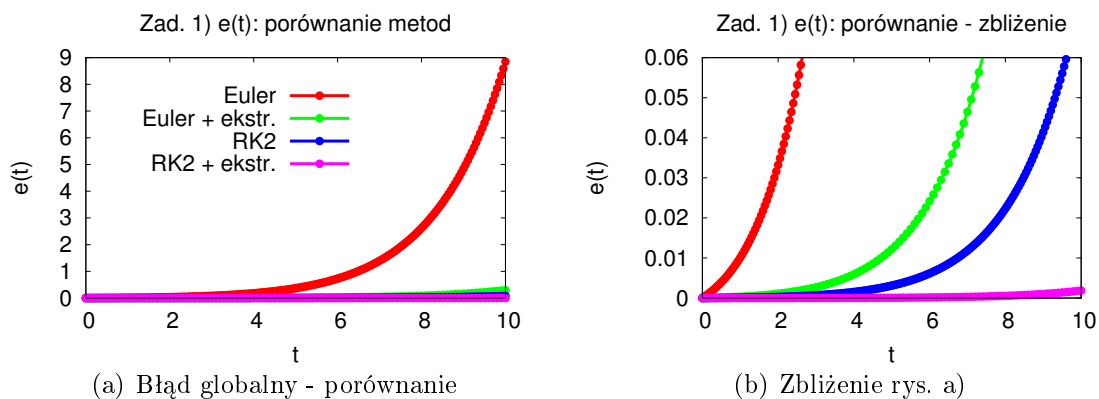 Zad. 1) e(t): porównanie metod
9
8
7
6
5
4
3
2
1
0
e(t)
Euler
Euler + ekstr.
RK2
RK2 + ekstr.
0 2 4 6 8 10
t
(a) Błąd globalny - porównanie
Zad. 1) e(t): porównanie - zbliżenie
0.06
0.05
0.04
0.03
0.02
0.01
0
e(t)
0 2 4 6 8 10
t
(b) Zbliżenie rys. a)